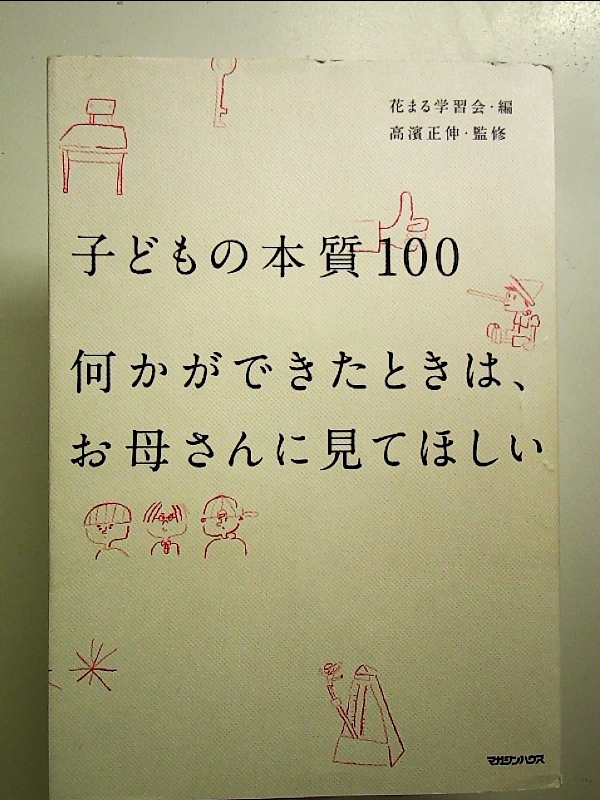 花まる学習会・編
高濱正伸・監修
子どもの本質100
何かができたときは、
お母さんに見てほしい
マガジンハウス